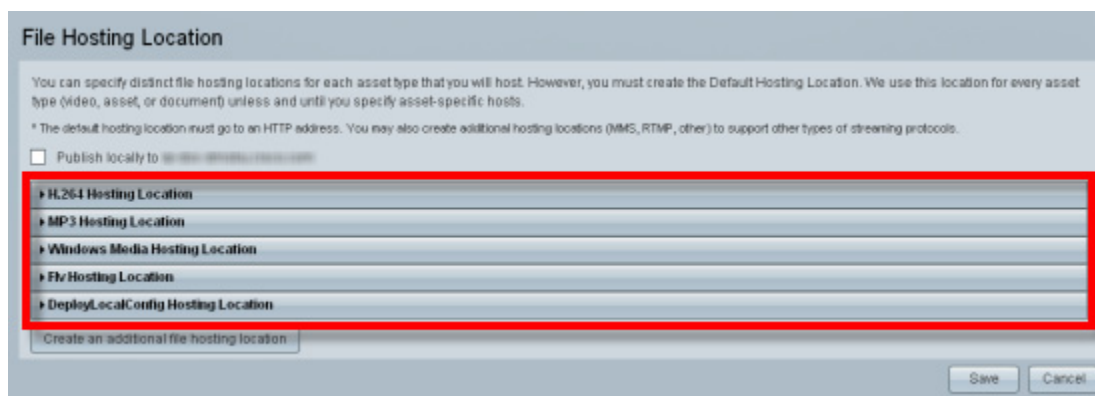 File Hosting Location
You can specify distinct file hosting locations for each asset type that you will host. However, you must create the Default Hosting Location. We use this location for every asset
type (video, asset, or document) unless and until you specify asset-specific hosts.
* The default hosting location must go to an HTTP address. You may also create additional hosting locations (MMS, RTMP, other) to support other types of streaming protocols.
Publish locally to
H.264 Hosting Location
MP3 Hosting Location
Windows Media Hosting Location
Flv Hosting Location
DeployLocalConfig Hosting Location
Create an additional file hosting location
Save Cancel